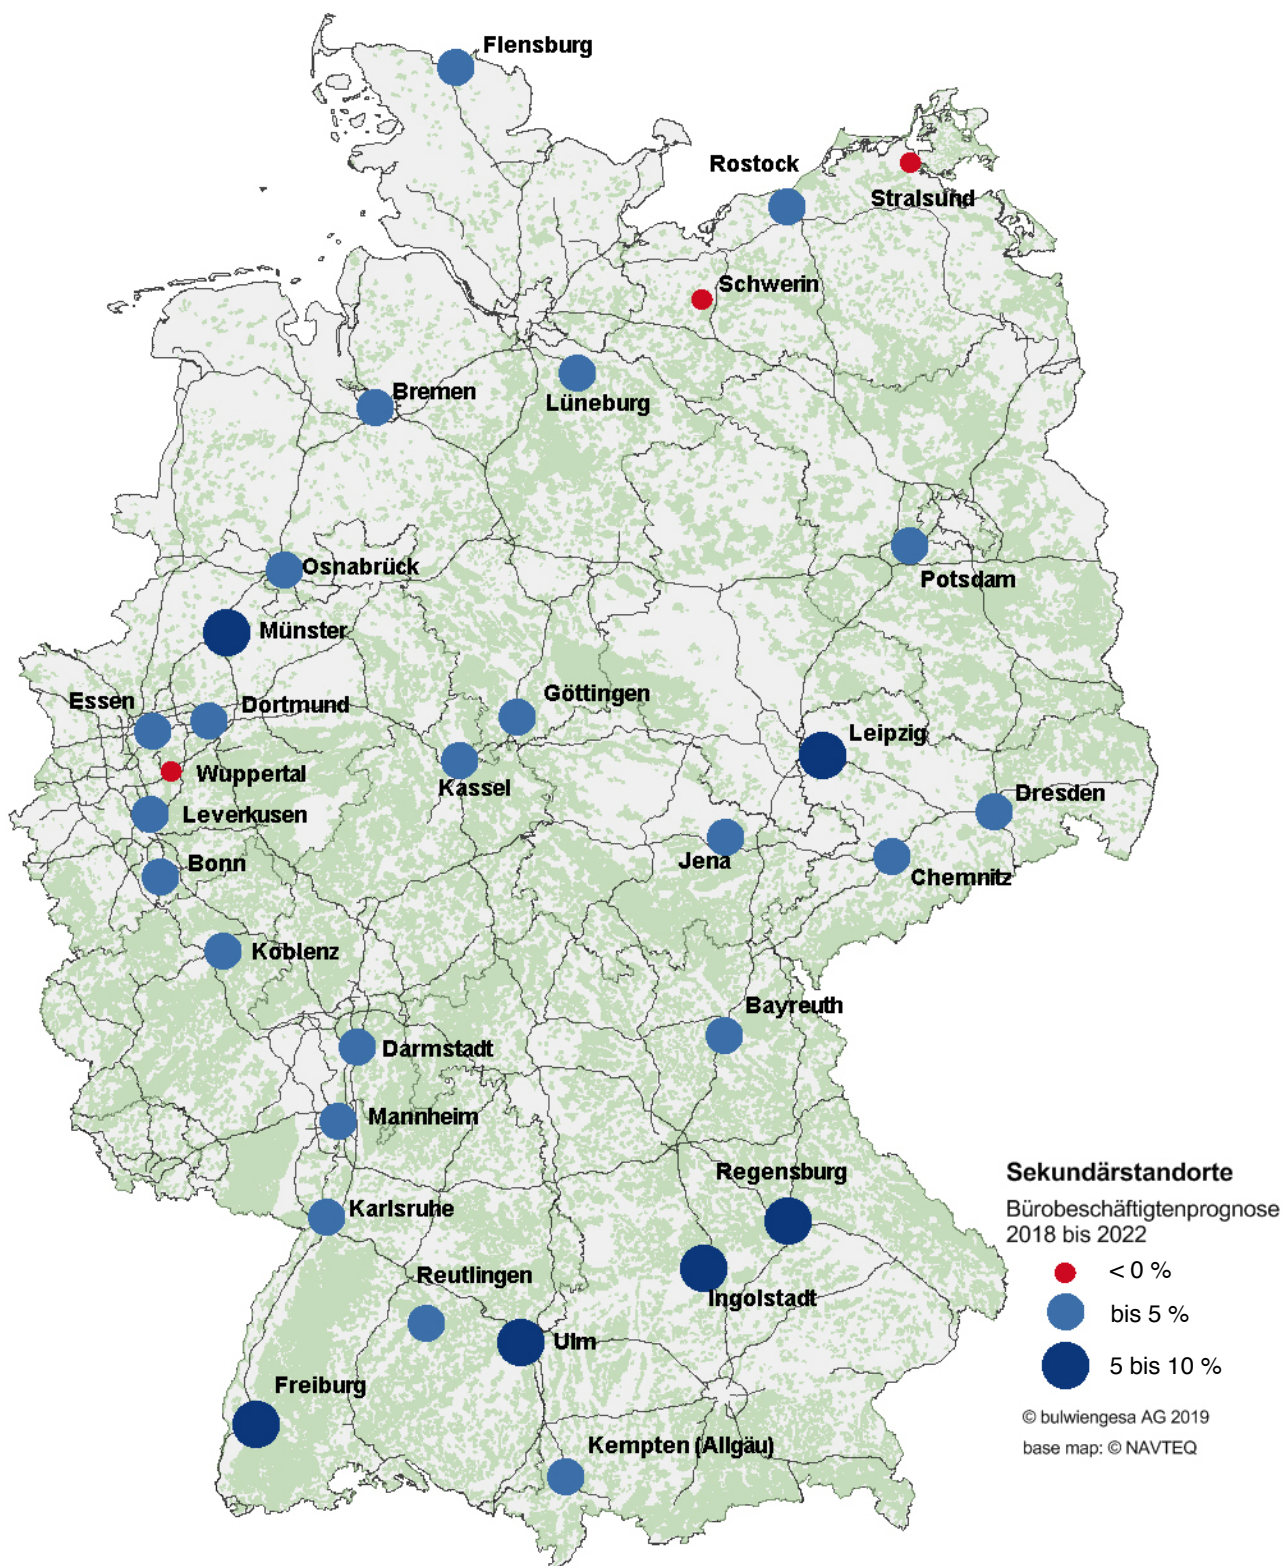 Flensburg
Rostock
Stralsund
Schwerin
Bremen
Lüneburg
Osnabrück
Potsdam
Münster
Göttingen
Essen
Dortmund
Leipzig
Wuppertal
Kassel
Dresden
Leverkusen
Jena
Bonn
Chemnitz
Koblenz
Bayreuth
Darmstadt
Mannheim
Regensburg
Karlsruhe
Reutlingen
Ingolstadt
Ulm
Freiburg
Kempten (Allgäu)
Sekundärstandorte
Bürobeschäftigtenprognose
2018 bis 2022
< 0 %
bis 5 %
5 bis 10 %
© bulwiengesa AG 2019
base map: © NAVTEQ